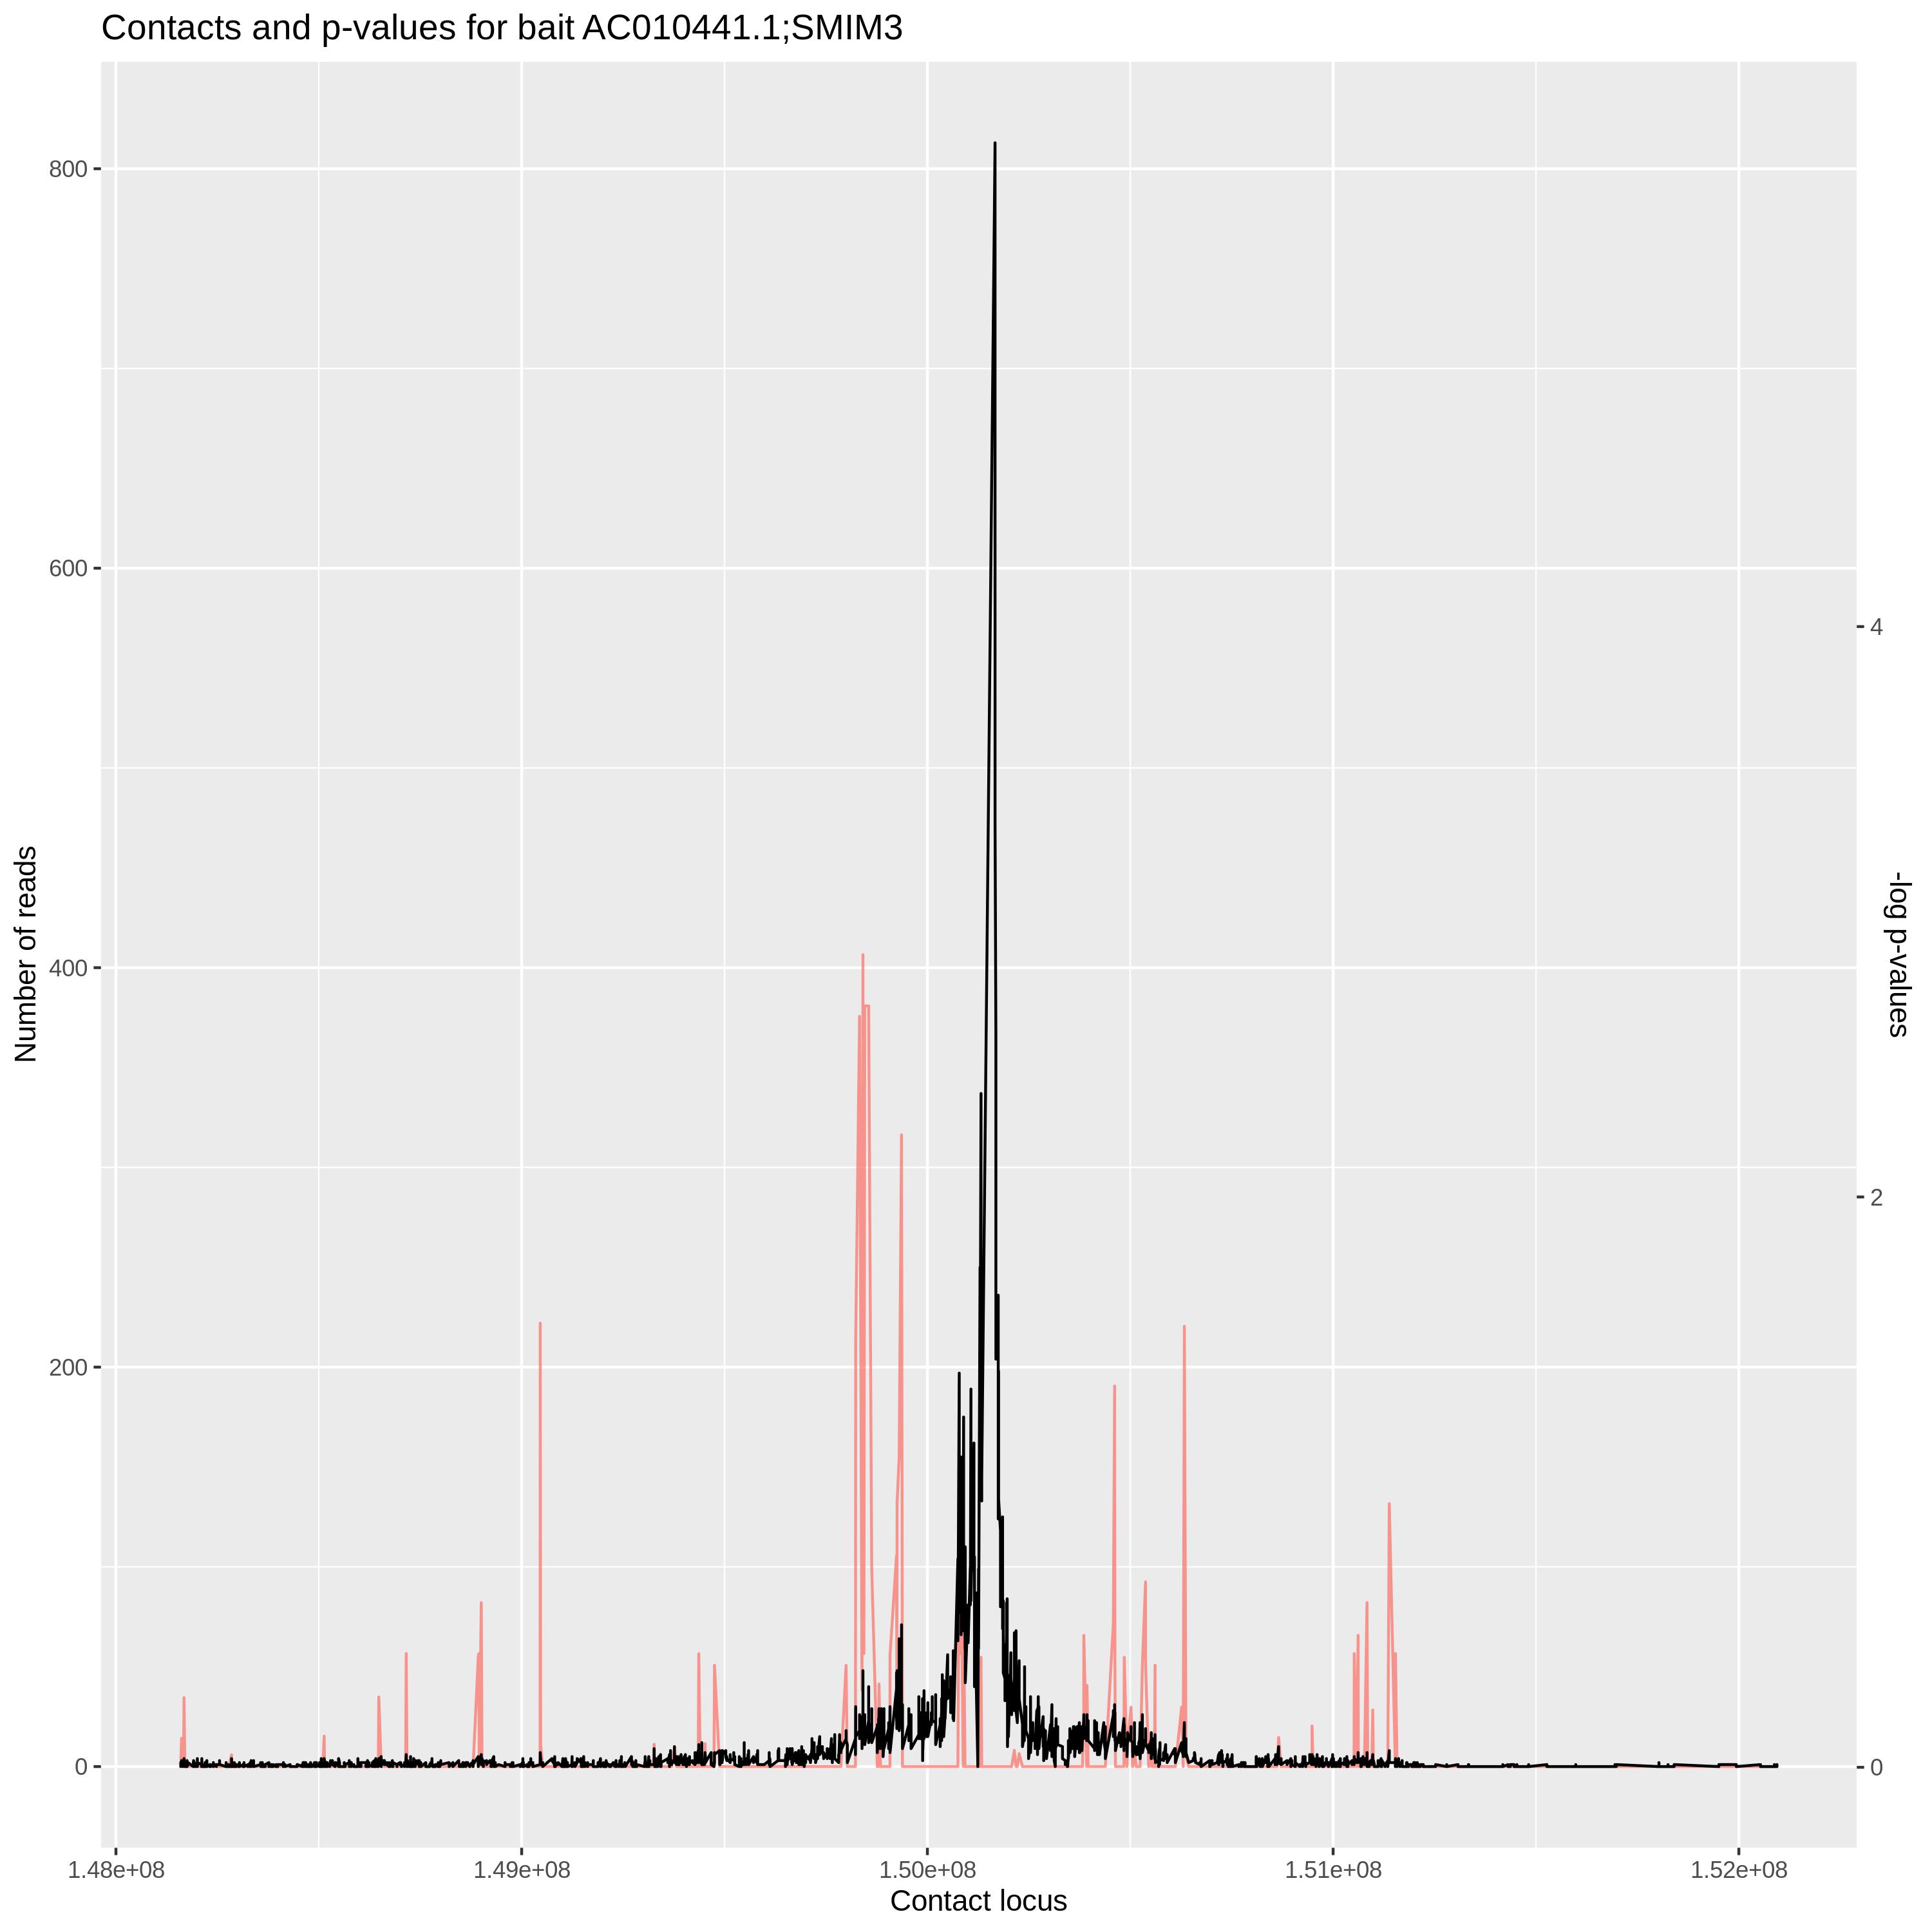 Contacts and p-values for bait AC010441.1;SMIM3
800
600
400
200
0
Number of reads
4
2
0
-log p-values
1.48e+08 1.49e+08 1.50e+08 1.51e+08 1.52e+08
Contact locus